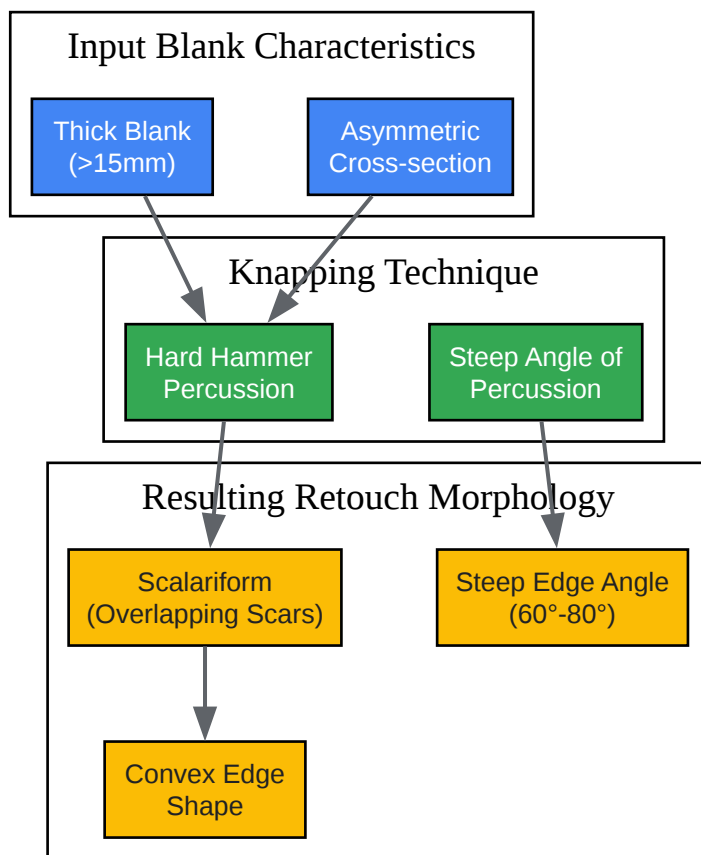 Input Blank Characteristics
Thick Blank
(>15mm)
Asymmetric
Cross-section
Knapping Technique
Hard Hammer
Percussion
Steep Angle of
Percussion
Resulting Retouch Morphology
Scalariform
(Overlapping Scars)
Steep Edge Angle
(60°-80°)
Convex Edge
Shape